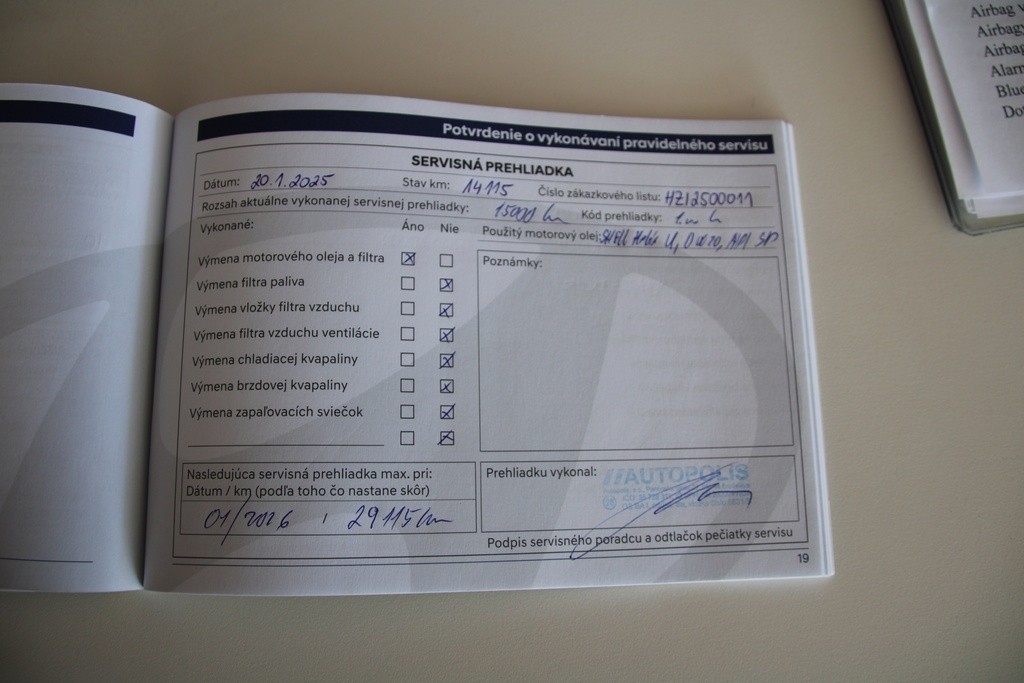 Potvrdenie o vykonávaní pravidelného servisu
SERVISNÁ PREHLIADKA
Dátum: 20.1.2025 Stav km: 14115 Číslo zákazkového listu: HZ12500011
Rozsah aktuálne vykonanej servisnej prehliadky: 15000 km Kód prehliadky:
Vykonané: Áno Nie Použitý motorový olej: SHELL Helix
Výmena motorového oleja a filtra
Poznámky:
Výmena filtra paliva
Výmena vložky filtra vzduchu
Výmena filtra vzduchu ventilácie
Výmena chladiacej kvapaliny
Výmena brzdovej kvapaliny
Výmena zapaľovacích sviečok
Nasledujúca servisná prehliadka max. pri:
Dátum / km (podľa toho čo nastane skôr)
01/2026 , 29115 km
Prehliadku vykonal: AUTOPOLIS
Podpis servisného poradcu a odtlačok pečiatky servisu
19
Airbag
Airbagy
Airbag
Alarm